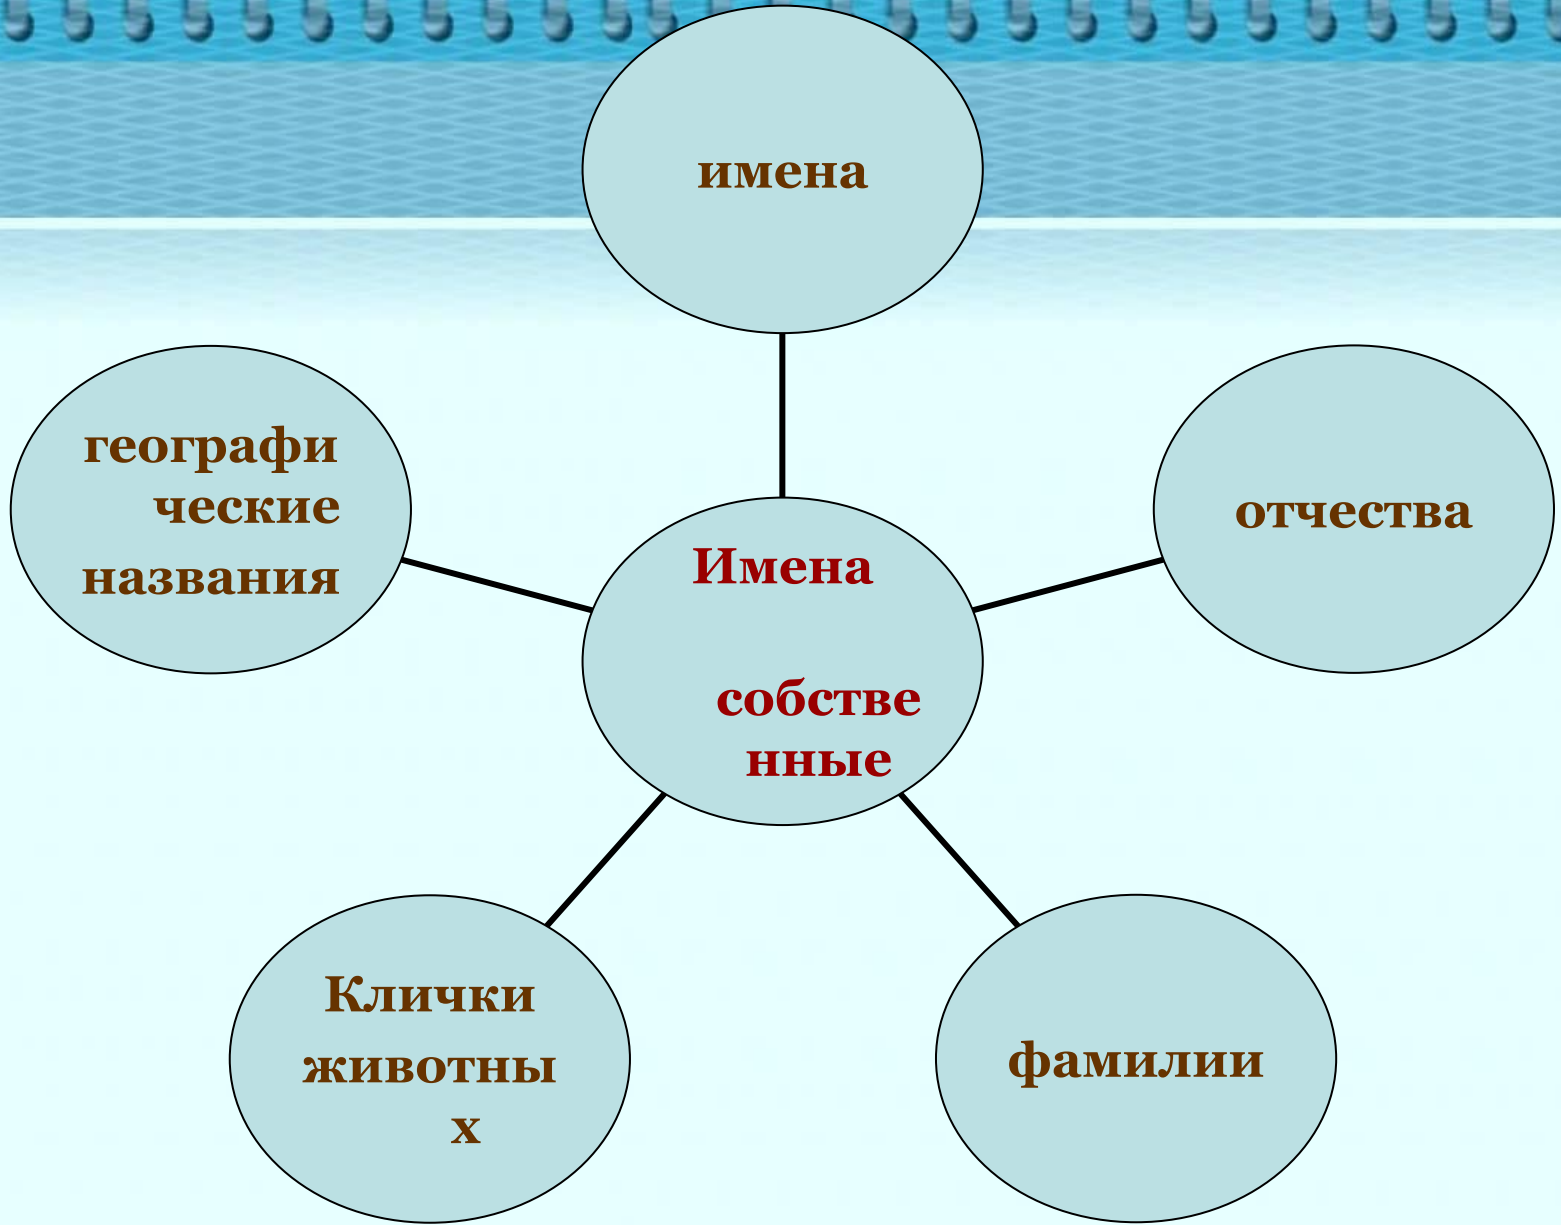 имена
географи
ческие
названия
отчества
Имена
собстве
нные
Клички
животны
х
фамилии